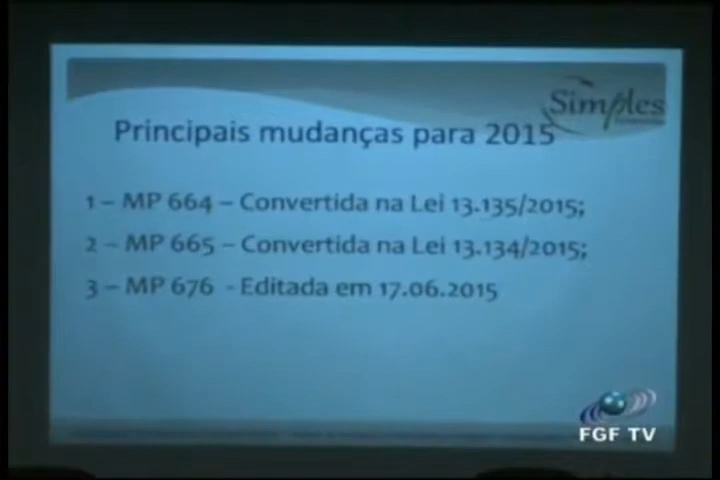 Simples
Principais mudanças para 2015
1 – MP 664 – Convertida na Lei 13.135/2015;
2 – MP 665 – Convertida na Lei 13.134/2015;
3 – MP 676 - Editada em 17.06.2015
FGF TV